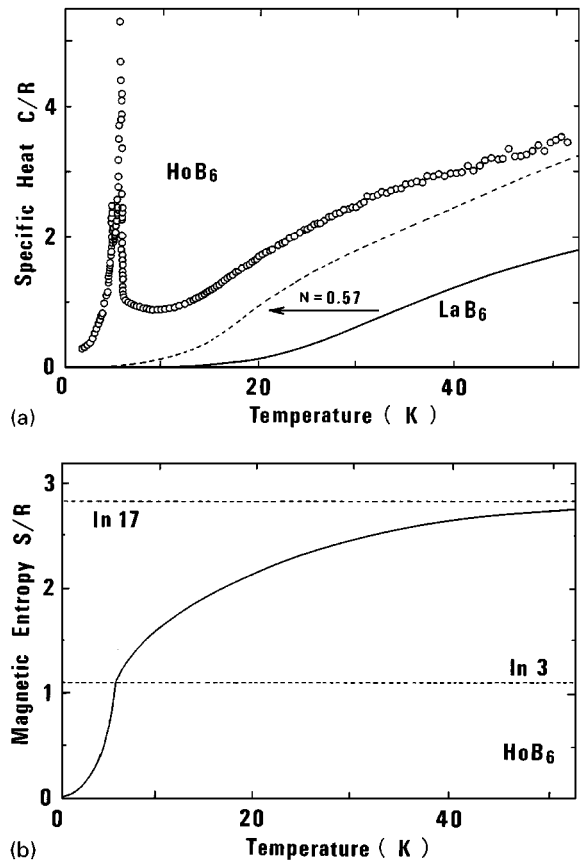 (a)
Specific Heat C/R
4
2
0
HoB6
N=0.57
LaB6
0
20
40
Temperature ( K )
(b)
Magnetic Entropy S/R
3
2
1
0
ln 17
ln 3
HoB6
0
20
40
Temperature ( K )